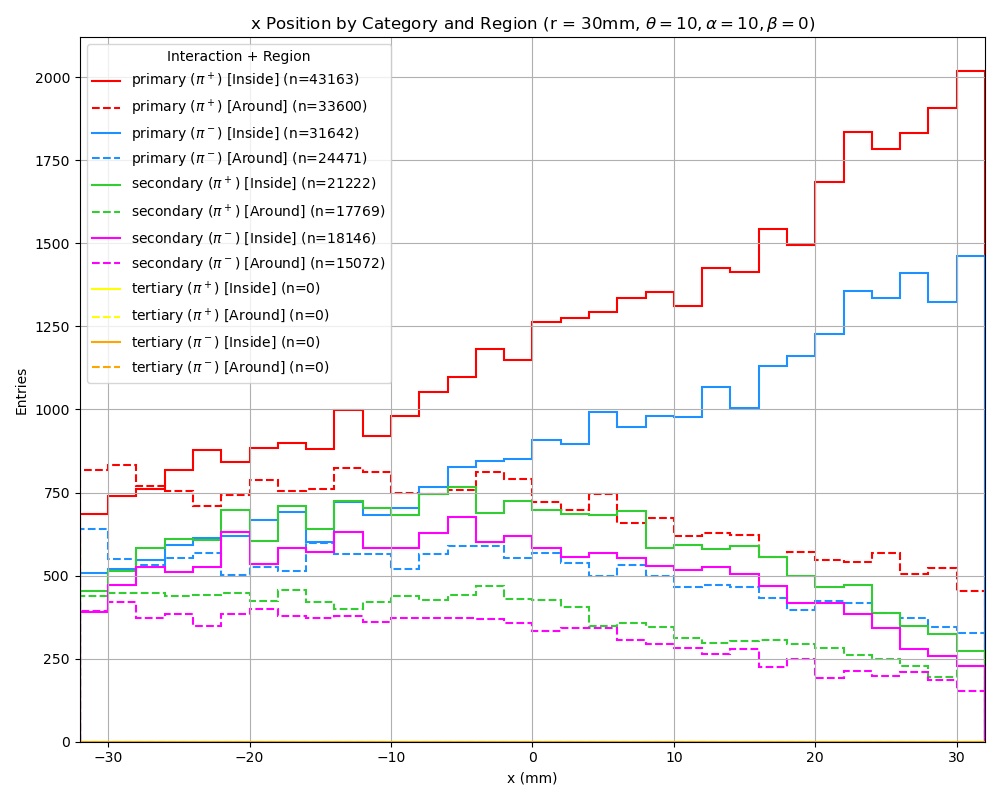 x Position by Category and Region (r = 30mm, θ = 10, α = 10, β = 0)
Interaction + Region
primary (π⁺) [Inside] (n=43163)
primary (π⁺) [Around] (n=33600)
primary (π⁻) [Inside] (n=31642)
primary (π⁻) [Around] (n=24471)
secondary (π⁺) [Inside] (n=21222)
secondary (π⁺) [Around] (n=17769)
secondary (π⁻) [Inside] (n=18146)
secondary (π⁻) [Around] (n=15072)
tertiary (π⁺) [Inside] (n=0)
tertiary (π⁺) [Around] (n=0)
tertiary (π⁻) [Inside] (n=0)
tertiary (π⁻) [Around] (n=0)
Entries
2000
1750
1500
1250
1000
750
500
250
0
−30 −20 −10 0 10 20 30
x (mm)